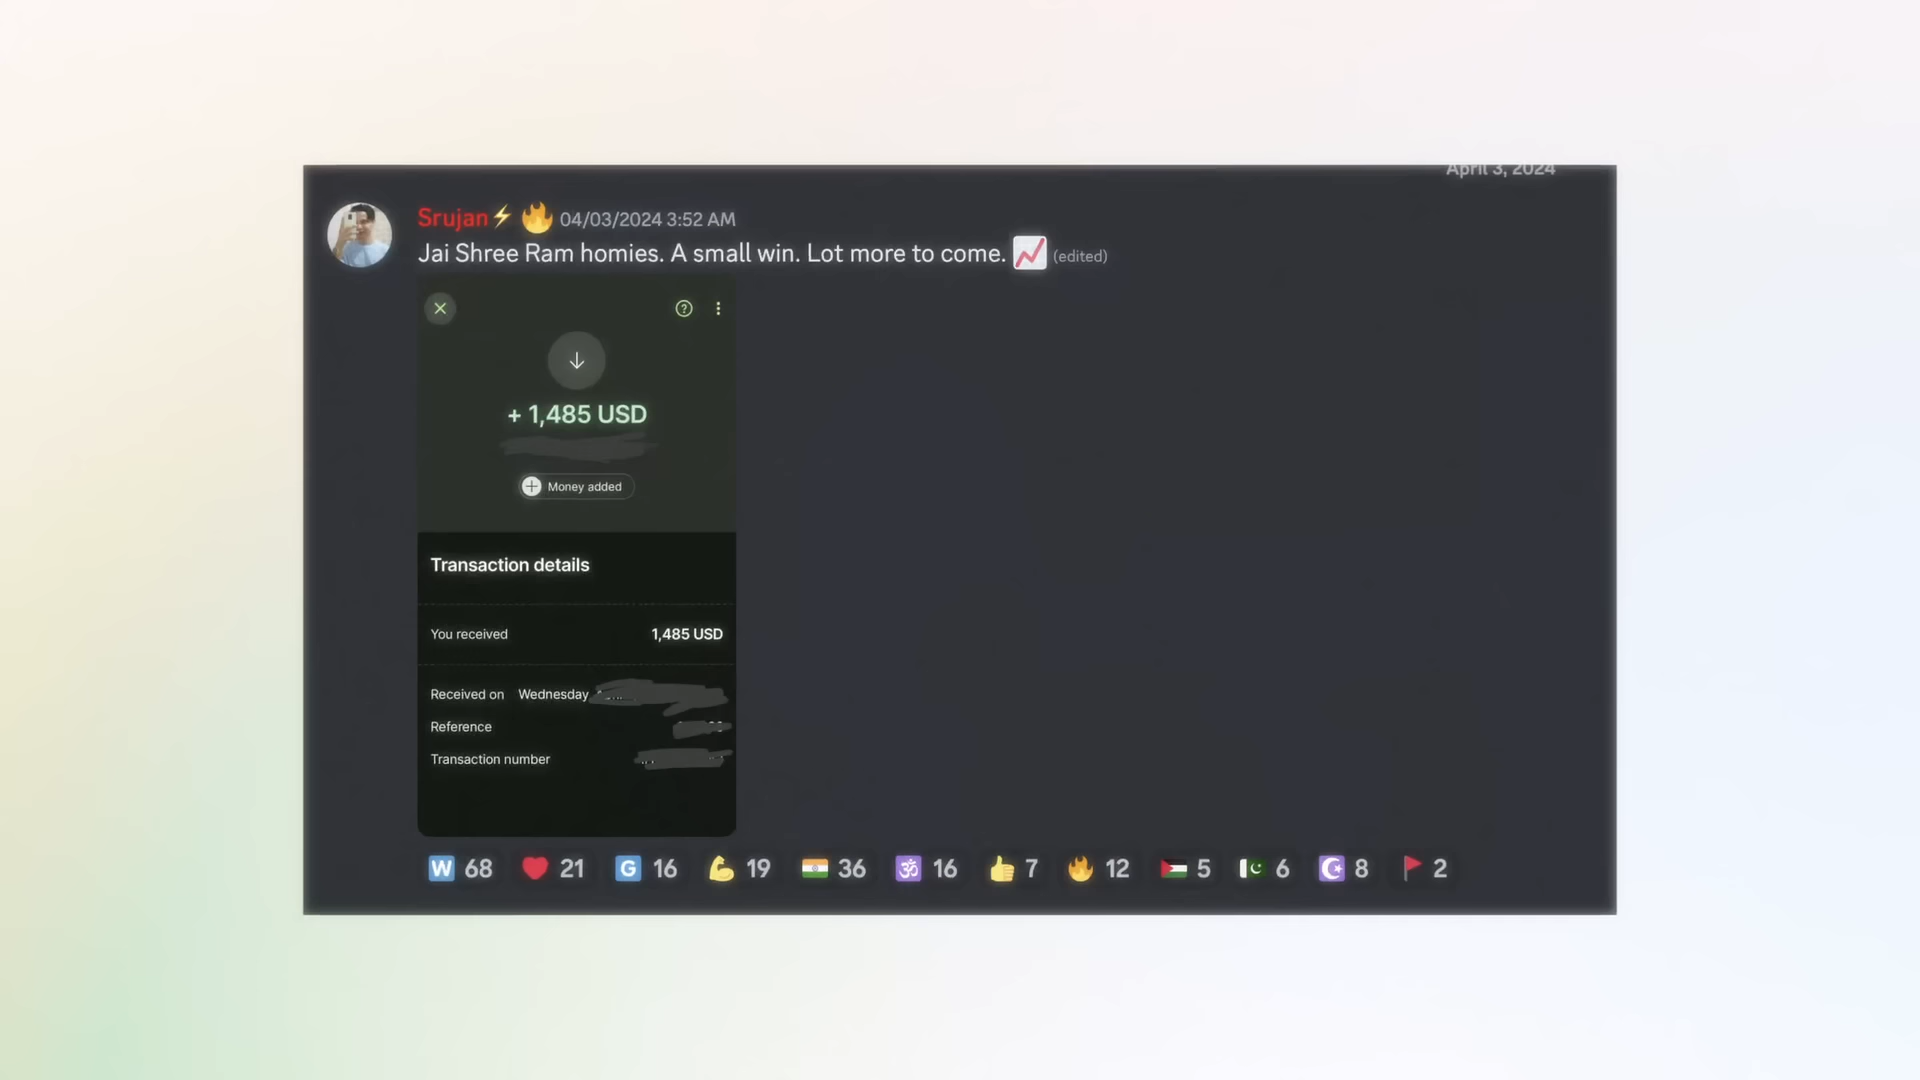 April 3, 2024
Srujan⚡🔥 04/03/2024 3:52 AM
Jai Shree Ram homies. A small win. Lot more to come. 📈 (edited)
+ 1,485 USD
Money added
Transaction details
You received 1,485 USD
Received on Wednesday
Reference
Transaction number
W 68 ❤️ 21 G 16 💪 19 🇮🇳 36 🕉 16 👍 7 🔥 12 🇵🇸 5 🇵🇰 6 ☪ 8 🚩 2